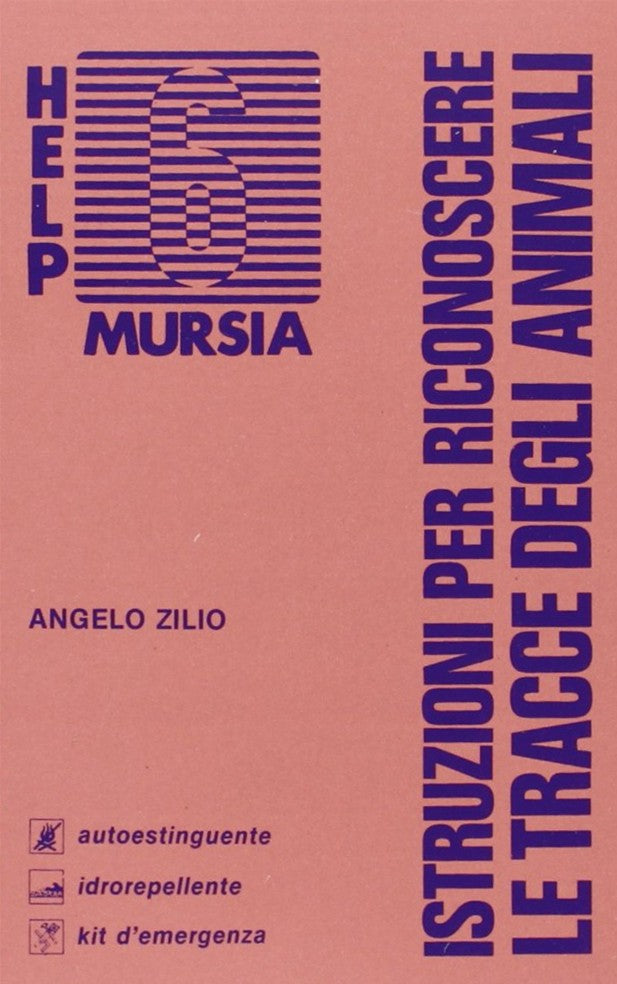 HELP
6
MURSIA
ISTRUZIONI PER RICONOSCERE
LE TRACCE DEGLI ANIMALI
ANGELO ZILIO
autoestinguente
idrorepellente
kit d'emergenza